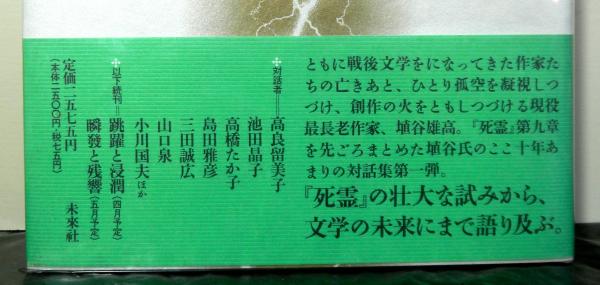 ともに戦後文学をになってきた作家た
ちの亡きあと、ひとり孤空を凝視しつ
づけ、創作の火をともしつづける現役
最長老作家、埴谷雄高。『死霊』第九章
を先ごろまとめた埴谷氏のここ十年あ
まりの対話集第一弾。
『死霊』の壮大な試みから、
文学の未来にまで語り及ぶ。
対話者=高良留美子
池田晶子
高橋たか子
島田雅彦
三田誠広
山口泉
小川国夫ほか
以下続刊=跳躍と浸潤(四月予定)
瞬發と残響(五月予定)
定価二五七五円
(本体二五〇〇円・税七五円)
未來社